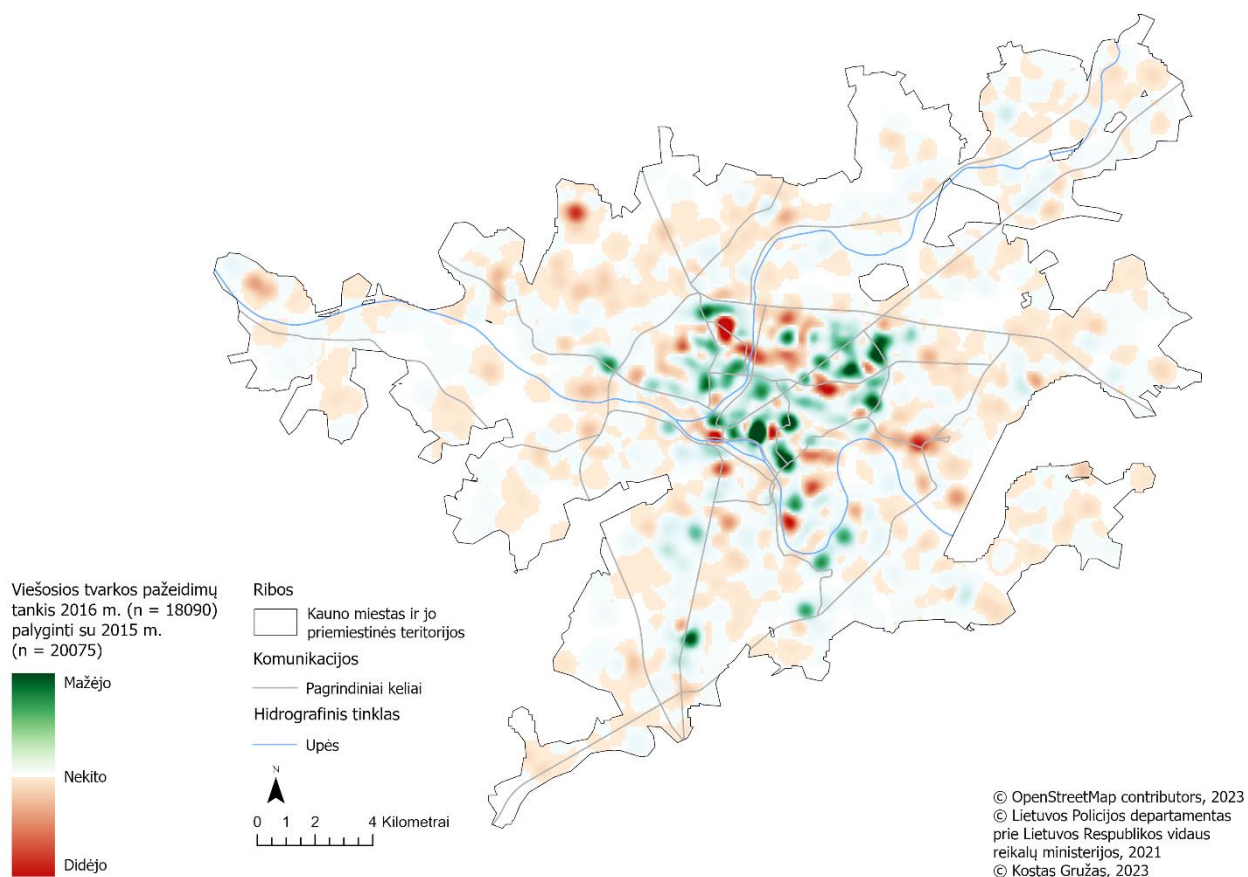 Viešosios tvarkos pažeidimų
tankis 2016 m. (n = 18090)
palyginti su 2015 m.
(n = 20075)
Mažėjo
Nekito
Didėjo
Ribos
Kauno miestas ir jo
priemiestinės teritorijos
Komunikacijos
Pagrindiniai keliai
Hidrografinis tinklas
Upės
N
0 1 2 4 Kilometrai
© OpenStreetMap contributors, 2023
© Lietuvos Policijos departamentas
prie Lietuvos Respublikos vidaus
reikalų ministerijos, 2021
© Kostas Gružas, 2023